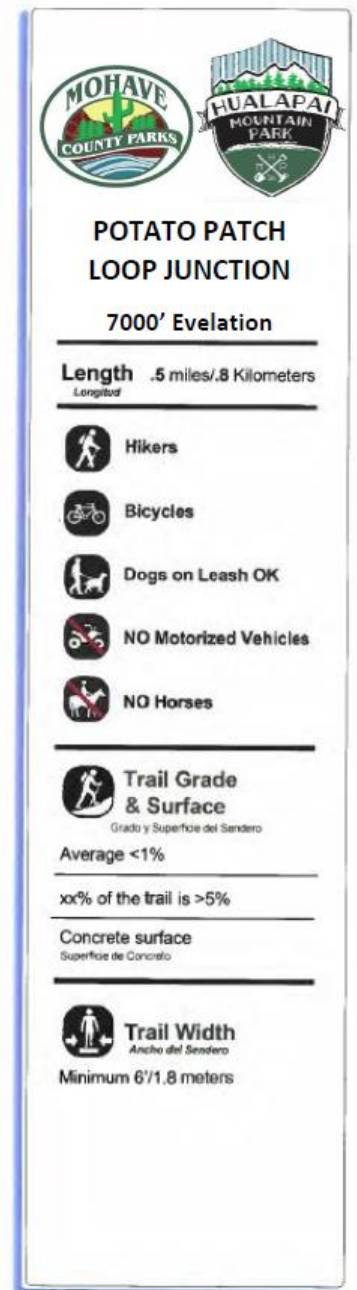 MOHAVE
COUNTY PARKS
HUALAPAI
MOUNTAIN
PARK
POTATO PATCH
LOOP JUNCTION
7000’ Evelation
Length .5 miles/.8 Kilometers
Longitud
Hikers
Bicycles
Dogs on Leash OK
NO Motorized Vehicles
NO Horses
Trail Grade
& Surface
Grado y Superficie del Sendero
Average <1%
xx% of the trail is >5%
Concrete surface
Superficie de Concreto
Trail Width
Ancho del Sendero
Minimum 6'/1.8 meters